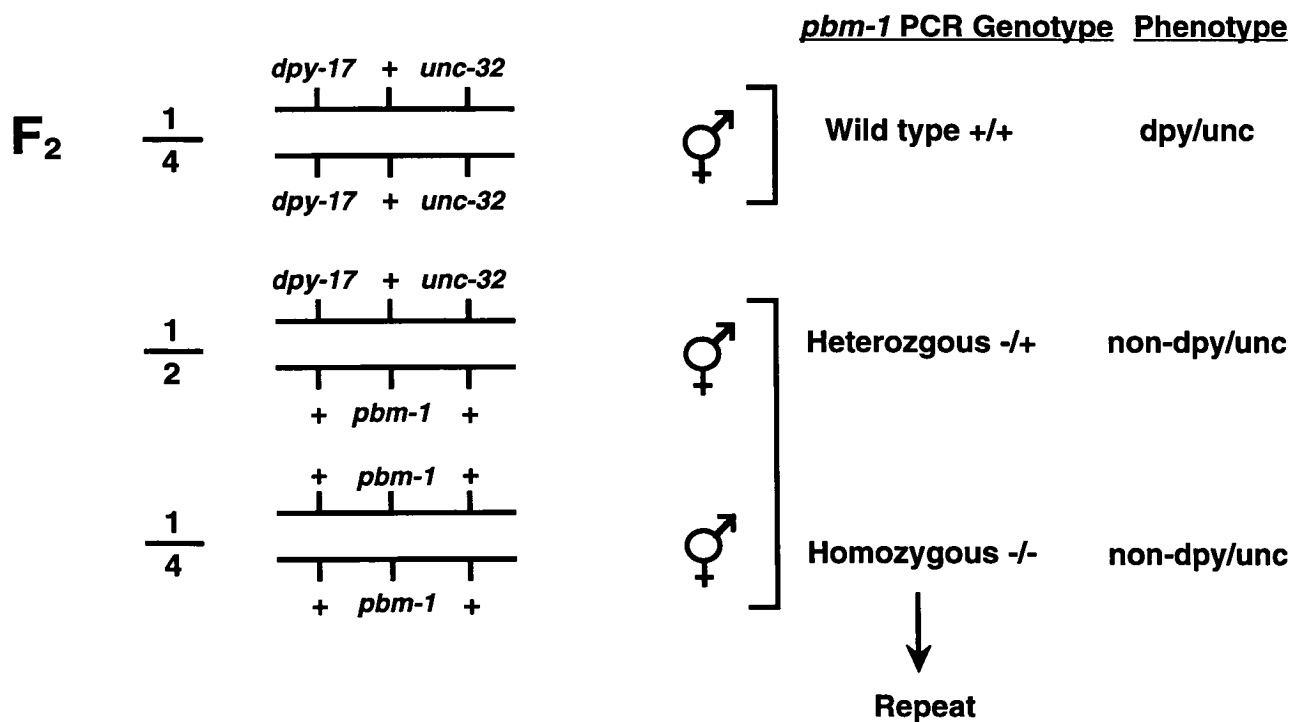 pbm-1 PCR Genotype Phenotype
dpy-17 + unc-32
F2 1/4 Wild type +/+ dpy/unc
dpy-17 + unc-32
dpy-17 + unc-32
1/2 Heterozgous -/+ non-dpy/unc
+ pbm-1 +
+ pbm-1 +
1/4 Homozygous -/- non-dpy/unc
+ pbm-1 +
Repeat